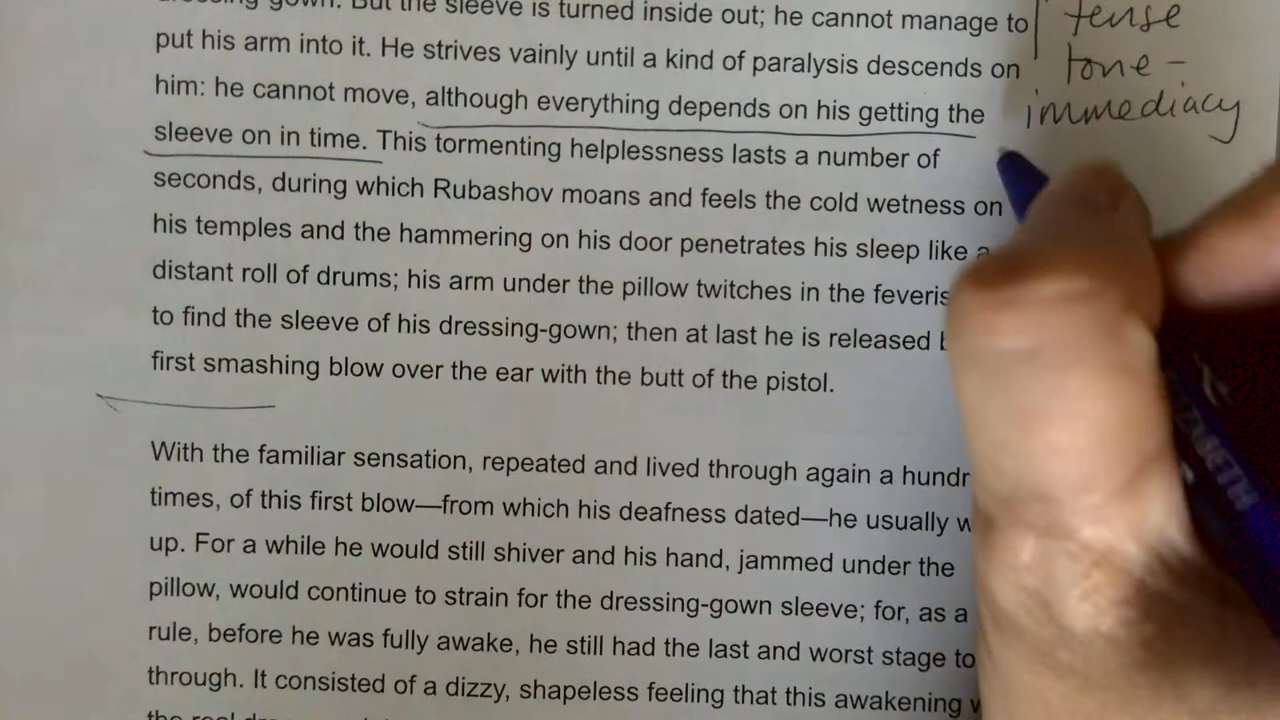 dressing gown. But the sleeve is turned inside out; he cannot manage to
put his arm into it. He strives vainly until a kind of paralysis descends on
him: he cannot move, although everything depends on his getting the
sleeve on in time. This tormenting helplessness lasts a number of
seconds, during which Rubashov moans and feels the cold wetness on
his temples and the hammering on his door penetrates his sleep like a
distant roll of drums; his arm under the pillow twitches in the feveris
to find the sleeve of his dressing-gown; then at last he is released b
first smashing blow over the ear with the butt of the pistol.
With the familiar sensation, repeated and lived through again a hundr
times, of this first blow—from which his deafness dated—he usually w
up. For a while he would still shiver and his hand, jammed under the
pillow, would continue to strain for the dressing-gown sleeve; for, as a
rule, before he was fully awake, he still had the last and worst stage to
through. It consisted of a dizzy, shapeless feeling that this awakening w
tense
tone -
immediacy